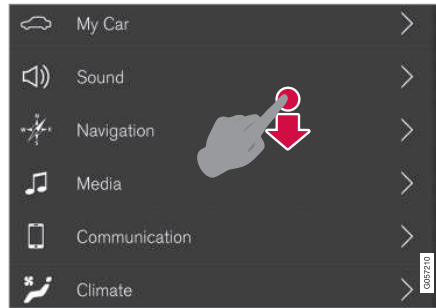 My Car
Sound
Navigation
Media
Communication
Climate
G057210